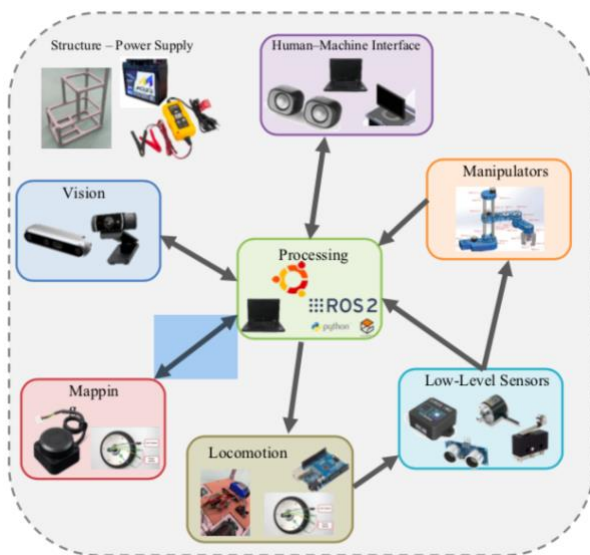 Structure – Power Supply
Human–Machine Interface
Vision
Manipulators
Processing
ROS 2
python
Mappin
Locomotion
Low-Level Sensors